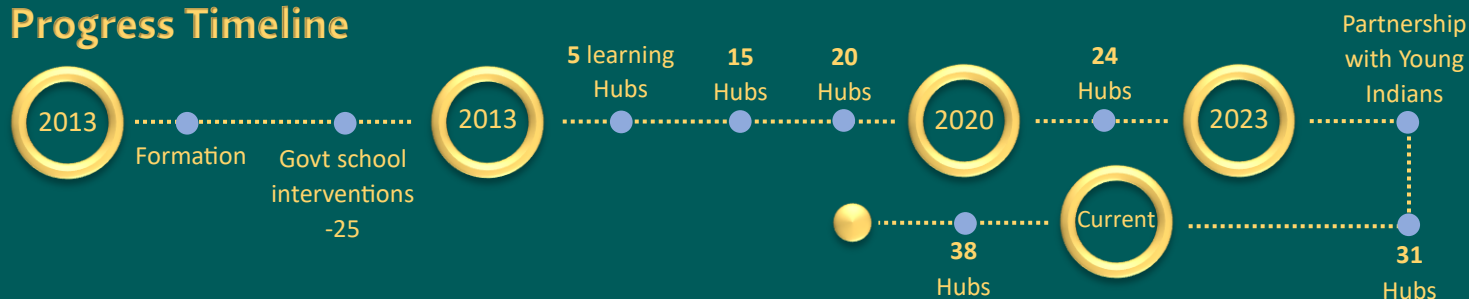 Progress Timeline
2013
Formation
Govt school
interventions
-25
2013
5 learning
Hubs
15
Hubs
20
Hubs
2020
24
Hubs
2023
Partnership
with Young
Indians
31
Hubs
Current
38
Hubs